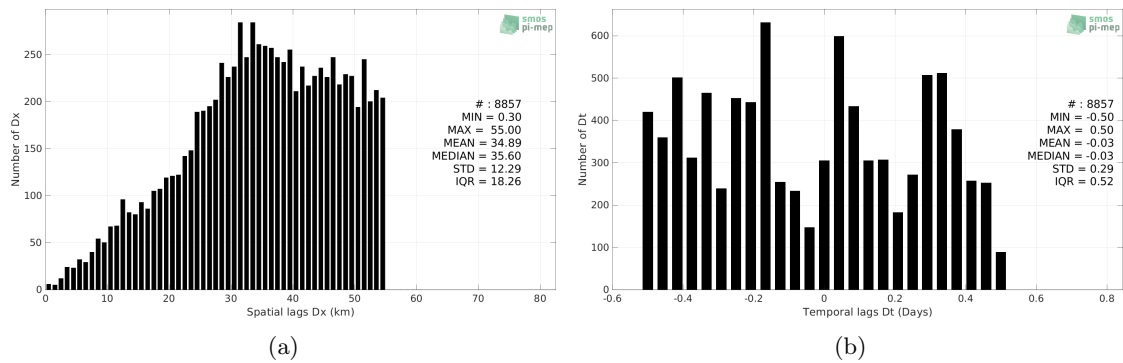 smos
pi-mep
Number of Dx
250
200
150
100
50
0
# : 8857
MIN = 0.30
MAX = 55.00
MEAN = 34.89
MEDIAN = 35.60
STD = 12.29
IQR = 18.26
0 10 20 30 40 50 60 70 80
Spatial lags Dx (km)
(a)
smos
pi-mep
Number of Dt
600
500
400
300
200
100
0
# : 8857
MIN = -0.50
MAX = 0.50
MEAN = -0.03
MEDIAN = -0.03
STD = 0.29
IQR = 0.52
-0.6 -0.4 -0.2 0 0.2 0.4 0.6 0.8
Temporal lags Dt (Days)
(b)